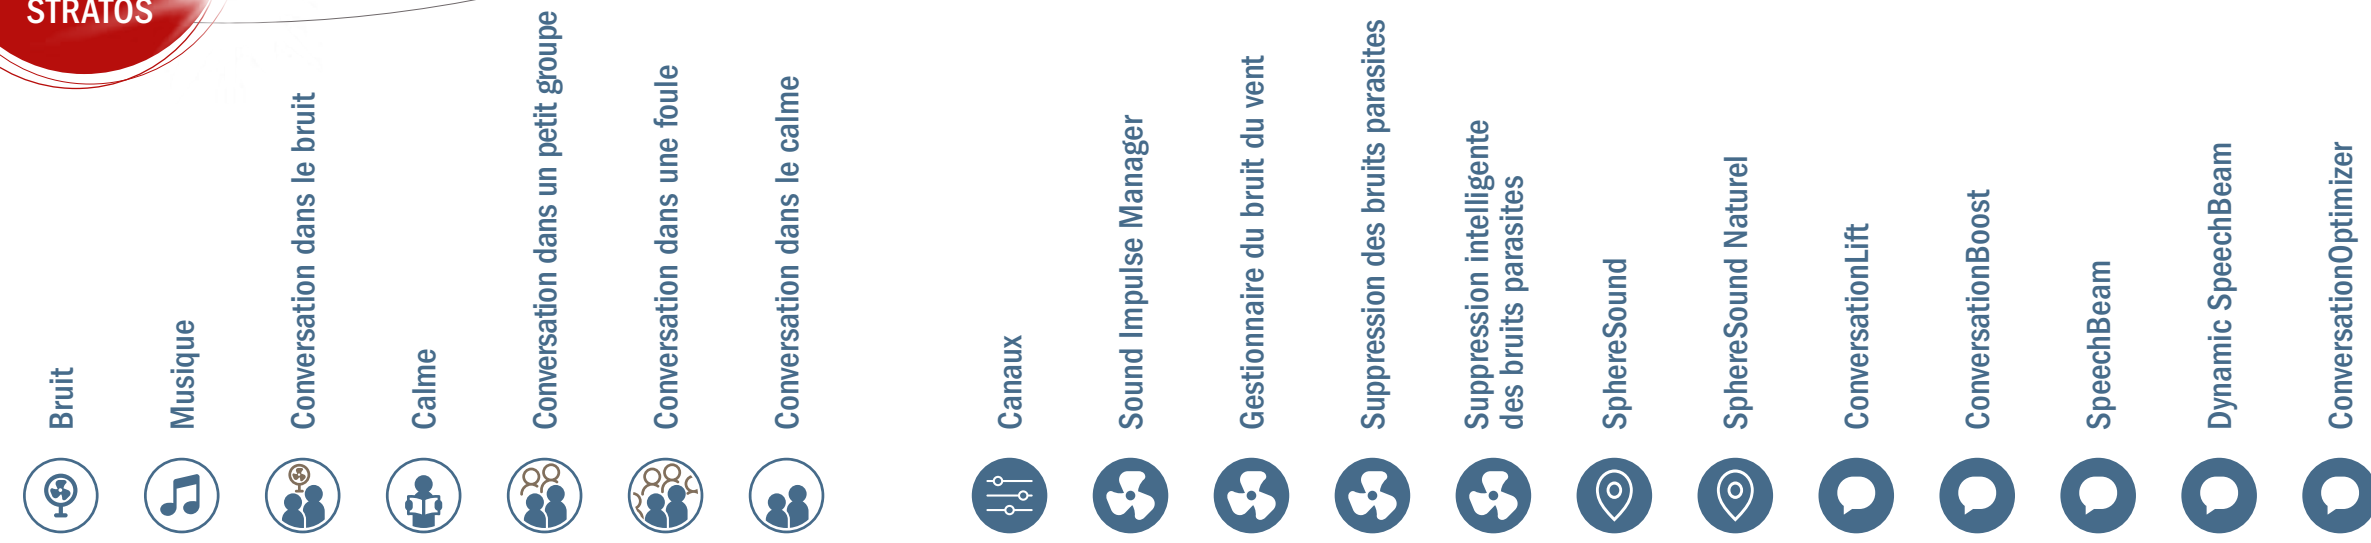 STRATOS
Bruit
Musique
Conversation dans le bruit
Calme
Conversation dans un petit groupe
Conversation dans une foule
Conversation dans le calme
Canaux
Sound Impulse Manager
Gestionnaire du bruit du vent
Suppression des bruits parasites
Suppression intelligente
des bruits parasites
SphereSound
SphereSound Naturel
ConversationLift
ConversationBoost
SpeechBeam
Dynamic SpeechBeam
ConversationOptimizer